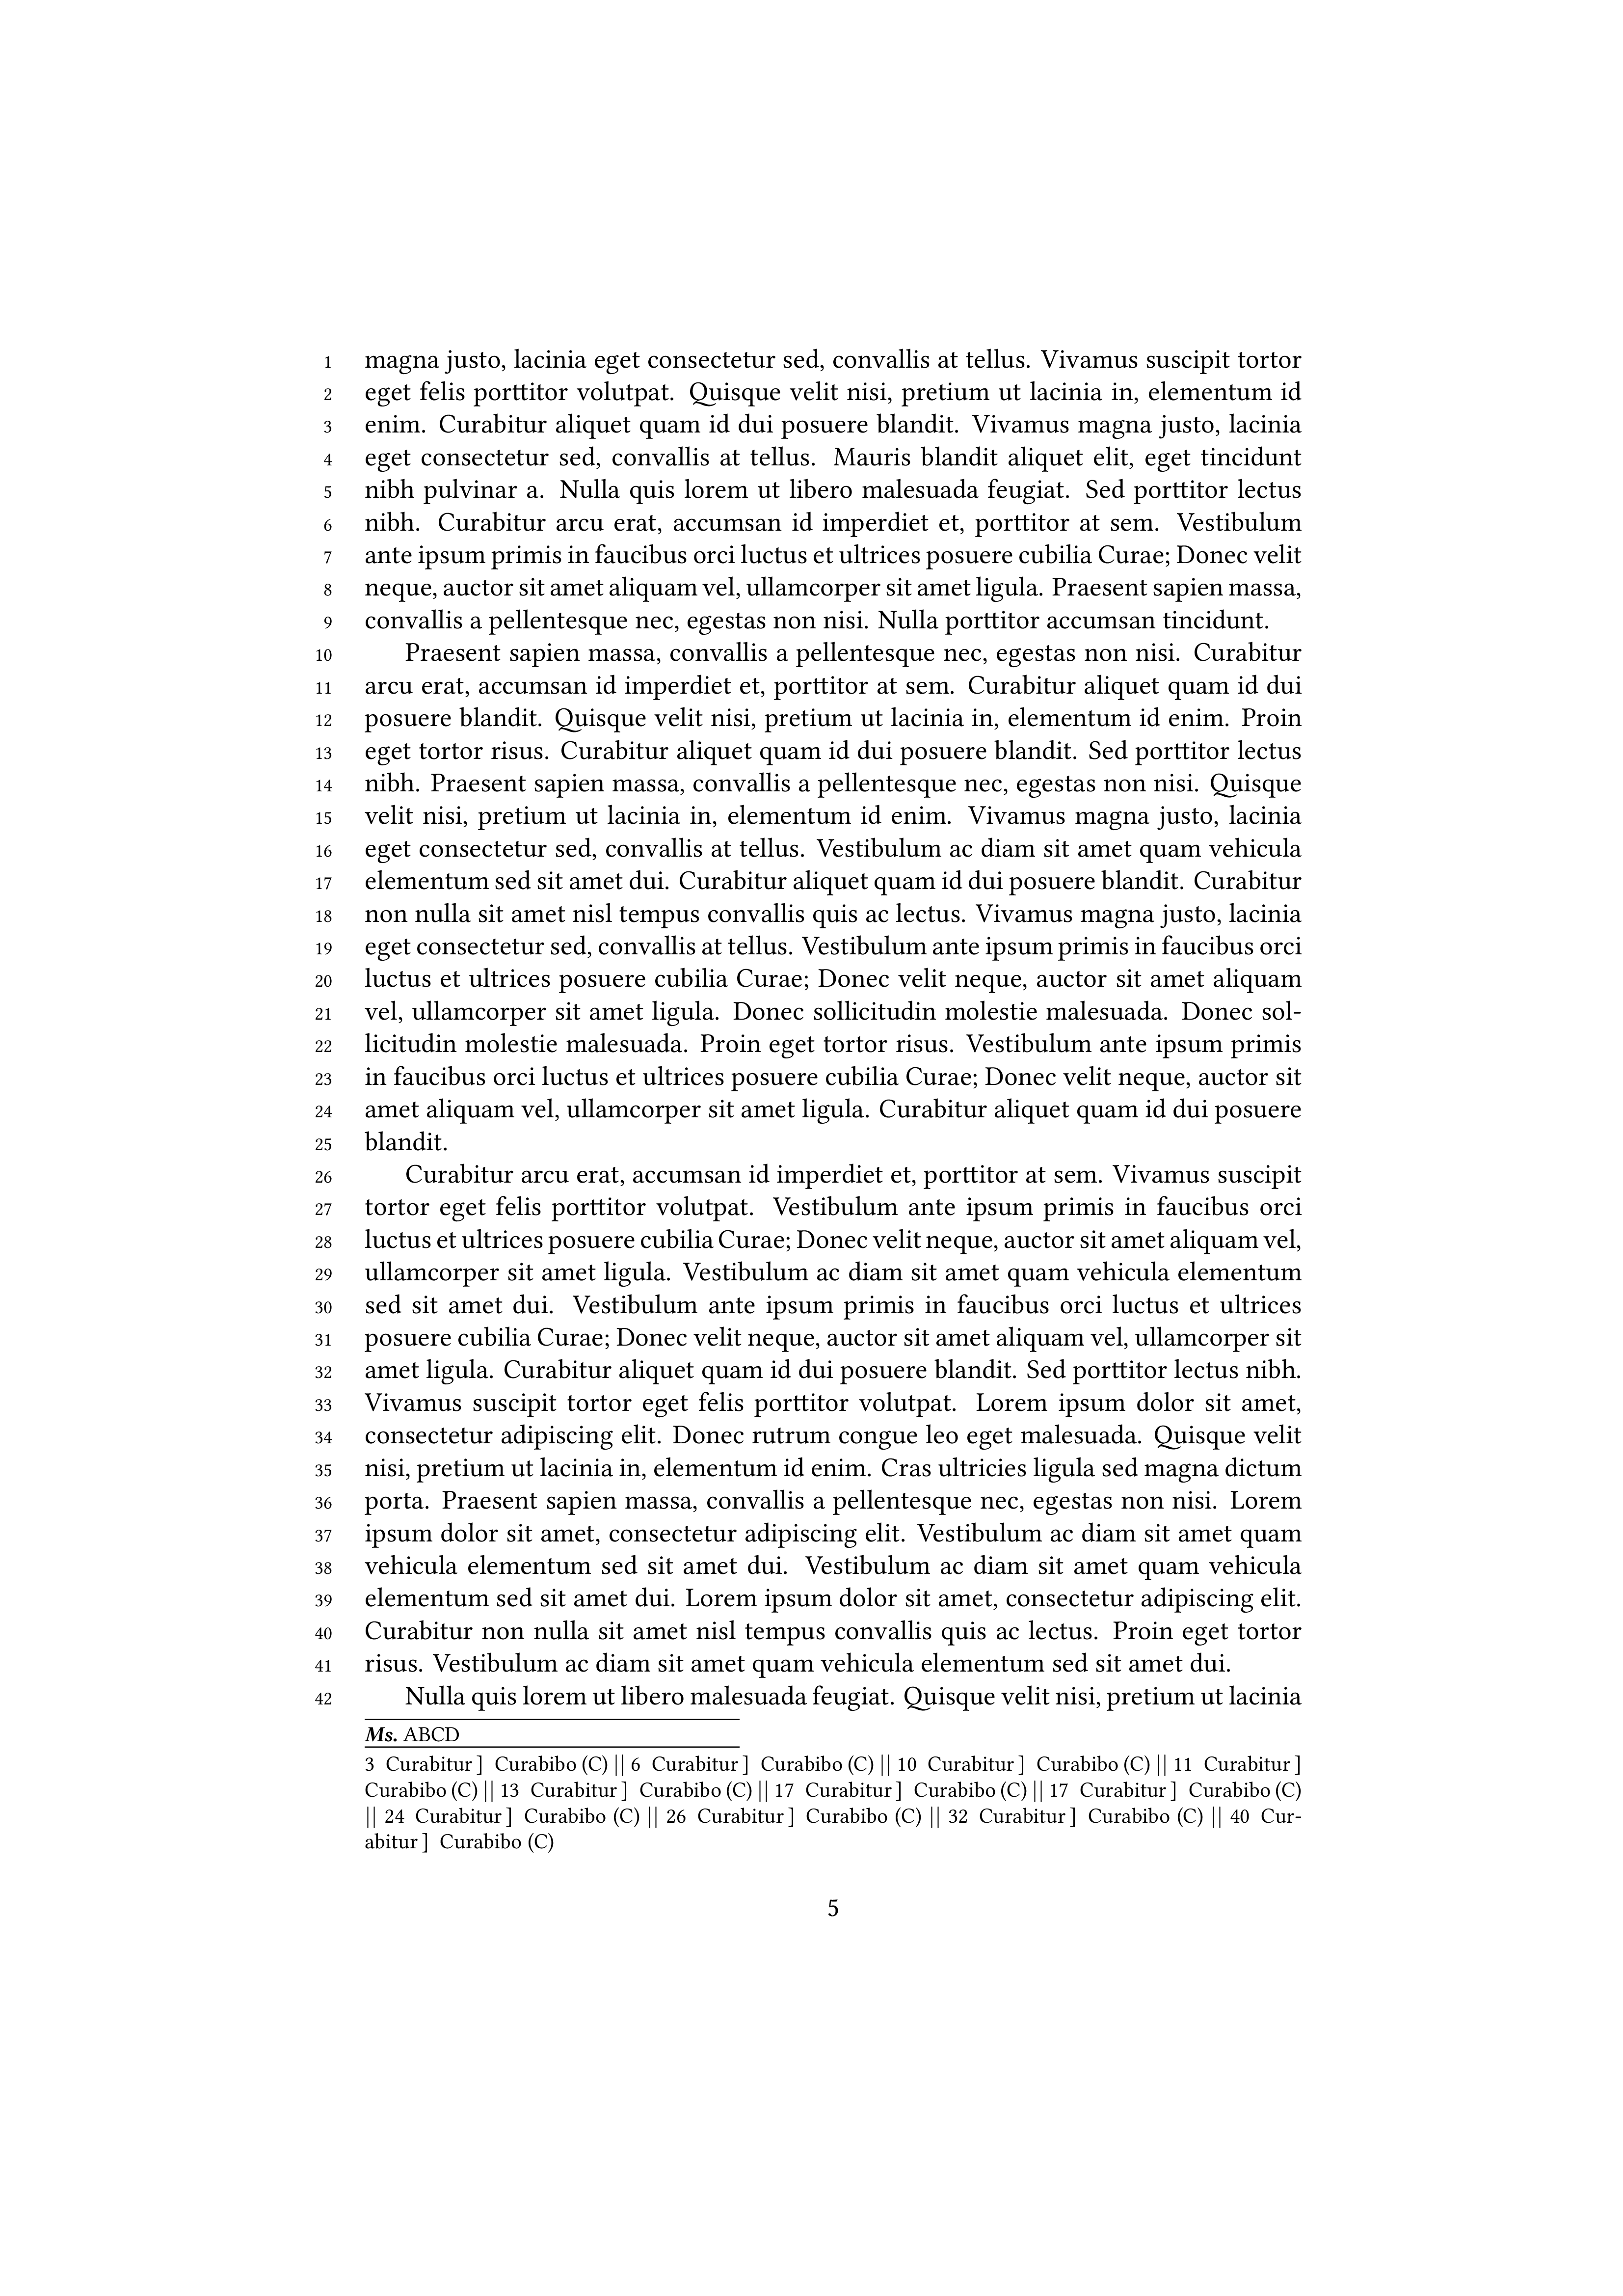 1 magna justo, lacinia eget consectetur sed, convallis at tellus. Vivamus suscipit tortor
2 eget felis porttitor volutpat. Quisque velit nisi, pretium ut lacinia in, elementum id
3 enim. Curabitur aliquet quam id dui posuere blandit. Vivamus magna justo, lacinia
4 eget consectetur sed, convallis at tellus. Mauris blandit aliquet elit, eget tincidunt
5 nibh pulvinar a. Nulla quis lorem ut libero malesuada feugiat. Sed porttitor lectus
6 nibh. Curabitur arcu erat, accumsan id imperdiet et, porttitor at sem. Vestibulum
7 ante ipsum primis in faucibus orci luctus et ultrices posuere cubilia Curae; Donec velit
8 neque, auctor sit amet aliquam vel, ullamcorper sit amet ligula. Praesent sapien massa,
9 convallis a pellentesque nec, egestas non nisi. Nulla porttitor accumsan tincidunt.
10 Praesent sapien massa, convallis a pellentesque nec, egestas non nisi. Curabitur
11 arcu erat, accumsan id imperdiet et, porttitor at sem. Curabitur aliquet quam id dui
12 posuere blandit. Quisque velit nisi, pretium ut lacinia in, elementum id enim. Proin
13 eget tortor risus. Curabitur aliquet quam id dui posuere blandit. Sed porttitor lectus
14 nibh. Praesent sapien massa, convallis a pellentesque nec, egestas non nisi. Quisque
15 velit nisi, pretium ut lacinia in, elementum id enim. Vivamus magna justo, lacinia
16 eget consectetur sed, convallis at tellus. Vestibulum ac diam sit amet quam vehicula
17 elementum sed sit amet dui. Curabitur aliquet quam id dui posuere blandit. Curabitur
18 non nulla sit amet nisl tempus convallis quis ac lectus. Vivamus magna justo, lacinia
19 eget consectetur sed, convallis at tellus. Vestibulum ante ipsum primis in faucibus orci
20 luctus et ultrices posuere cubilia Curae; Donec velit neque, auctor sit amet aliquam
21 vel, ullamcorper sit amet ligula. Donec sollicitudin molestie malesuada. Donec sol-
22 licitudin molestie malesuada. Proin eget tortor risus. Vestibulum ante ipsum primis
23 in faucibus orci luctus et ultrices posuere cubilia Curae; Donec velit neque, auctor sit
24 amet aliquam vel, ullamcorper sit amet ligula. Curabitur aliquet quam id dui posuere
25 blandit.
26 Curabitur arcu erat, accumsan id imperdiet et, porttitor at sem. Vivamus suscipit
27 tortor eget felis porttitor volutpat. Vestibulum ante ipsum primis in faucibus orci
28 luctus et ultrices posuere cubilia Curae; Donec velit neque, auctor sit amet aliquam vel,
29 ullamcorper sit amet ligula. Vestibulum ac diam sit amet quam vehicula elementum
30 sed sit amet dui. Vestibulum ante ipsum primis in faucibus orci luctus et ultrices
31 posuere cubilia Curae; Donec velit neque, auctor sit amet aliquam vel, ullamcorper sit
32 amet ligula. Curabitur aliquet quam id dui posuere blandit. Sed porttitor lectus nibh.
33 Vivamus suscipit tortor eget felis porttitor volutpat. Lorem ipsum dolor sit amet,
34 consectetur adipiscing elit. Donec rutrum congue leo eget malesuada. Quisque velit
35 nisi, pretium ut lacinia in, elementum id enim. Cras ultricies ligula sed magna dictum
36 porta. Praesent sapien massa, convallis a pellentesque nec, egestas non nisi. Lorem
37 ipsum dolor sit amet, consectetur adipiscing elit. Vestibulum ac diam sit amet quam
38 vehicula elementum sed sit amet dui. Vestibulum ac diam sit amet quam vehicula
39 elementum sed sit amet dui. Lorem ipsum dolor sit amet, consectetur adipiscing elit.
40 Curabitur non nulla sit amet nisl tempus convallis quis ac lectus. Proin eget tortor
41 risus. Vestibulum ac diam sit amet quam vehicula elementum sed sit amet dui.
42 Nulla quis lorem ut libero malesuada feugiat. Quisque velit nisi, pretium ut lacinia
Ms. ABCD
3 Curabitur ] Curabibo (C) || 6 Curabitur ] Curabibo (C) || 10 Curabitur ] Curabibo (C) || 11 Curabitur ]
Curabibo (C) || 13 Curabitur ] Curabibo (C) || 17 Curabitur ] Curabibo (C) || 17 Curabitur ] Curabibo (C)
|| 24 Curabitur ] Curabibo (C) || 26 Curabitur ] Curabibo (C) || 32 Curabitur ] Curabibo (C) || 40 Cur-
abitur ] Curabibo (C)
5